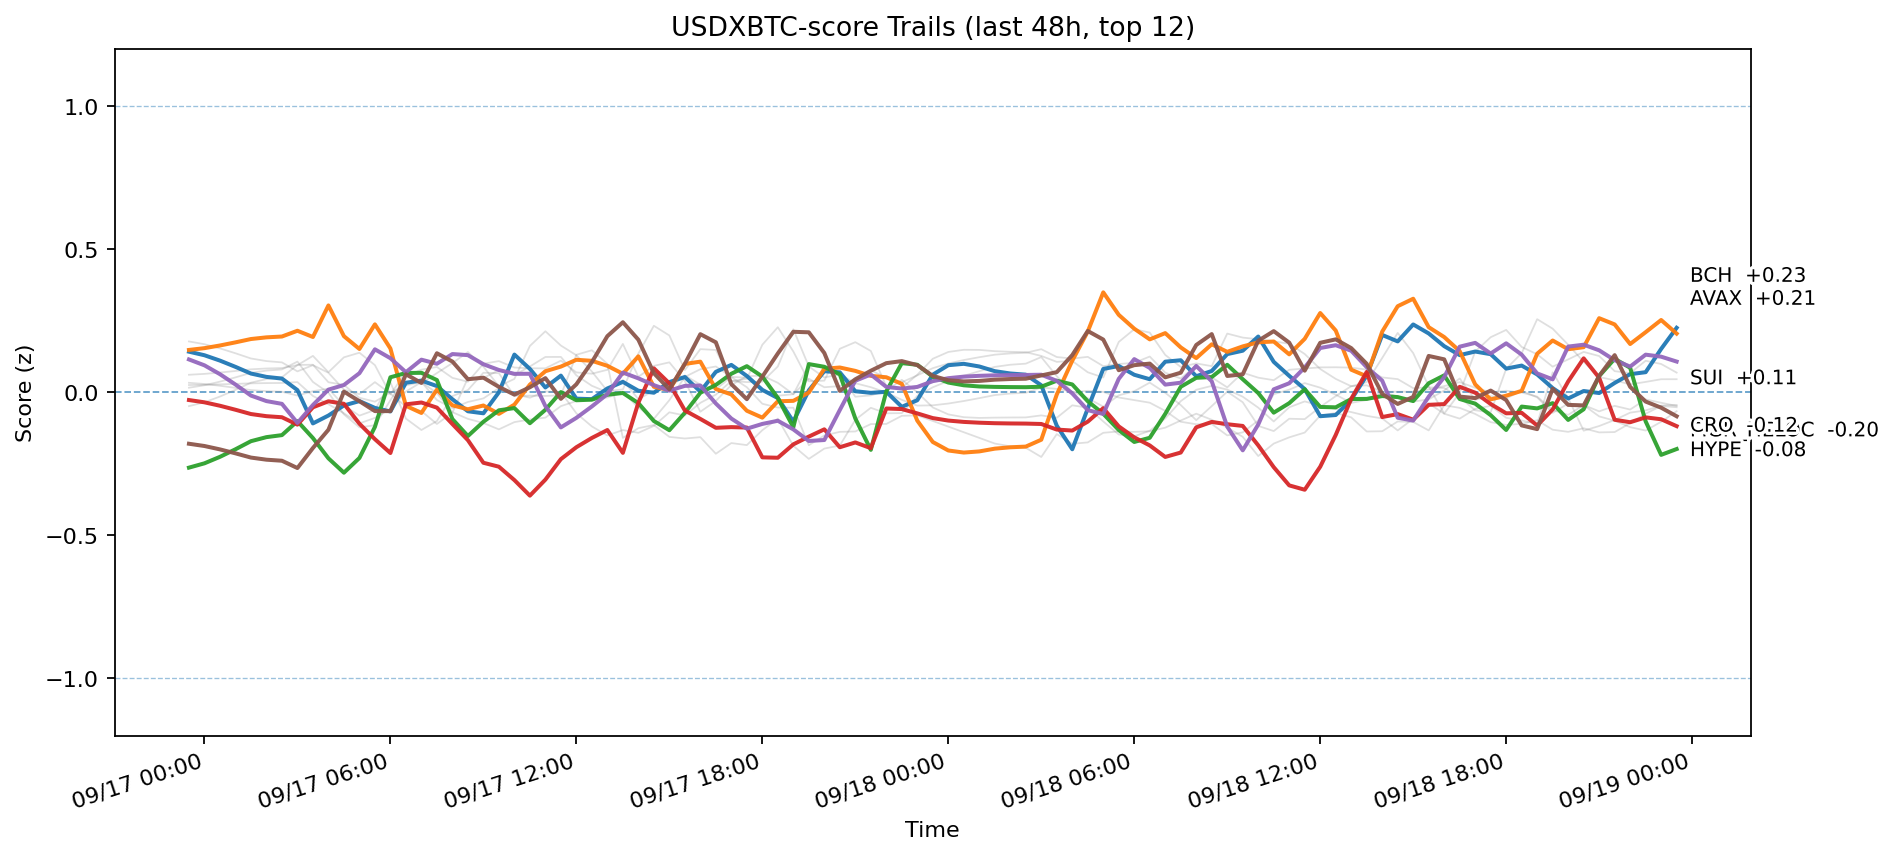 USDXBTC-score Trails (last 48h, top 12)
Score (z)
1.0
0.5
0.0
−0.5
−1.0
BCH +0.23
AVAX +0.21
SUI +0.11
CRO -0.12
-0.20
HYPE -0.08
09/17 00:00
09/17 06:00
09/17 12:00
09/17 18:00
09/18 00:00
09/18 06:00
09/18 12:00
09/18 18:00
09/19 00:00
Time